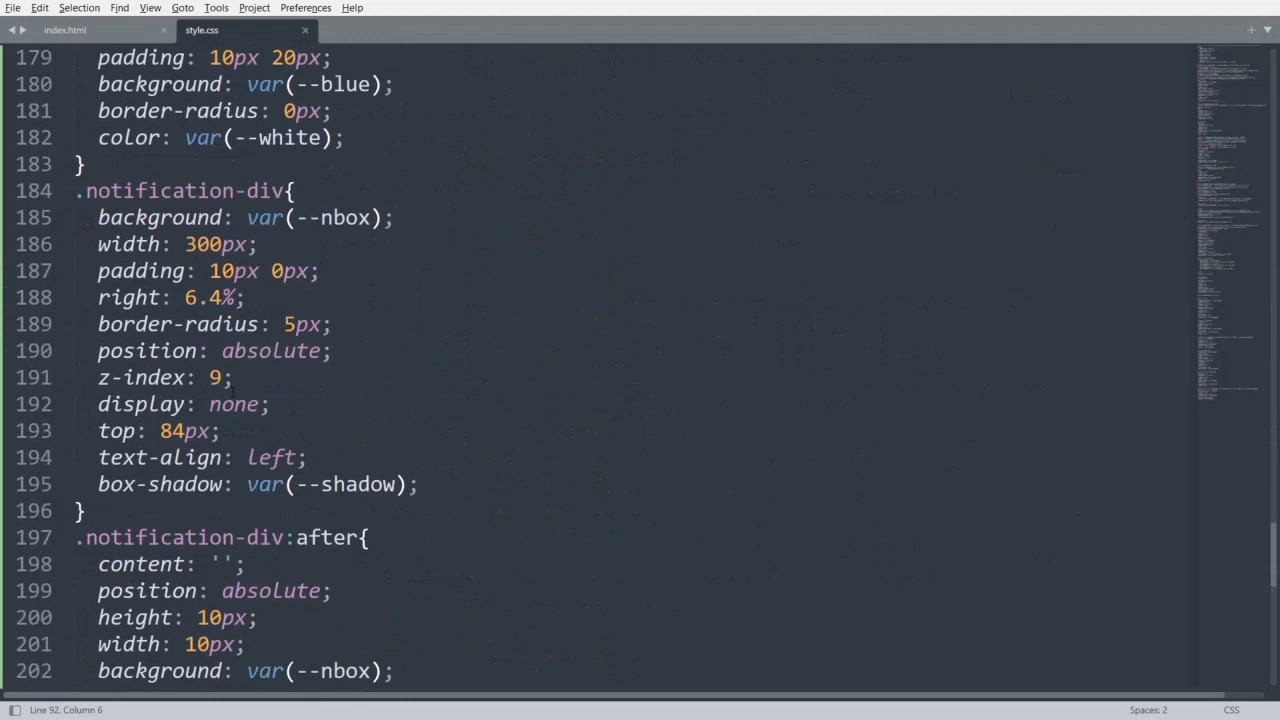 File Edit Selection Find View Goto Tools Project Preferences Help
index.html × style.css ×
179 padding: 10px 20px;
180 background: var(--blue);
181 border-radius: 0px;
182 color: var(--white);
183 }
184 .notification-div{
185 background: var(--nbox);
186 width: 300px;
187 padding: 10px 0px;
188 right: 6.4%;
189 border-radius: 5px;
190 position: absolute;
191 z-index: 9;
192 display: none;
193 top: 84px;
194 text-align: left;
195 box-shadow: var(--shadow);
196 }
197 .notification-div:after{
198 content: '';
199 position: absolute;
200 height: 10px;
201 width: 10px;
202 background: var(--nbox);
Line 92, Column 6 Spaces: 2 CSS